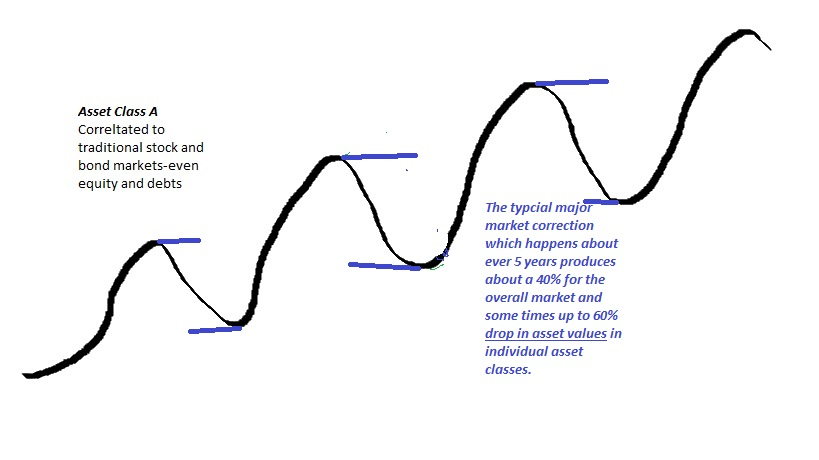 Asset Class A
Correltated to
traditional stock and
bond markets-even
equity and debts
The typcial major
market correction
which happens about
ever 5 years produces
about a 40% for the
overall market and
some times up to 60%
drop in asset values in
individual asset
classes.